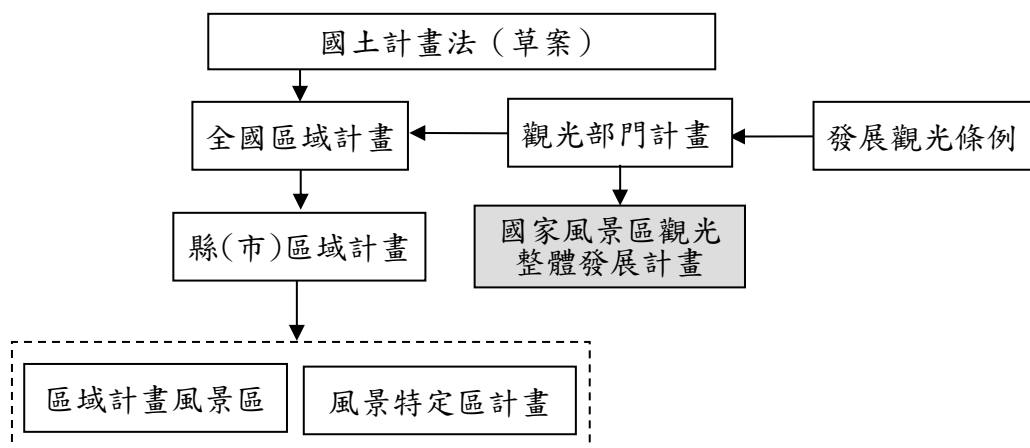 國土計畫法（草案）
全國區域計畫
觀光部門計畫
發展觀光條例
縣(市)區域計畫
國家風景區觀光
整體發展計畫
區域計畫風景區
風景特定區計畫